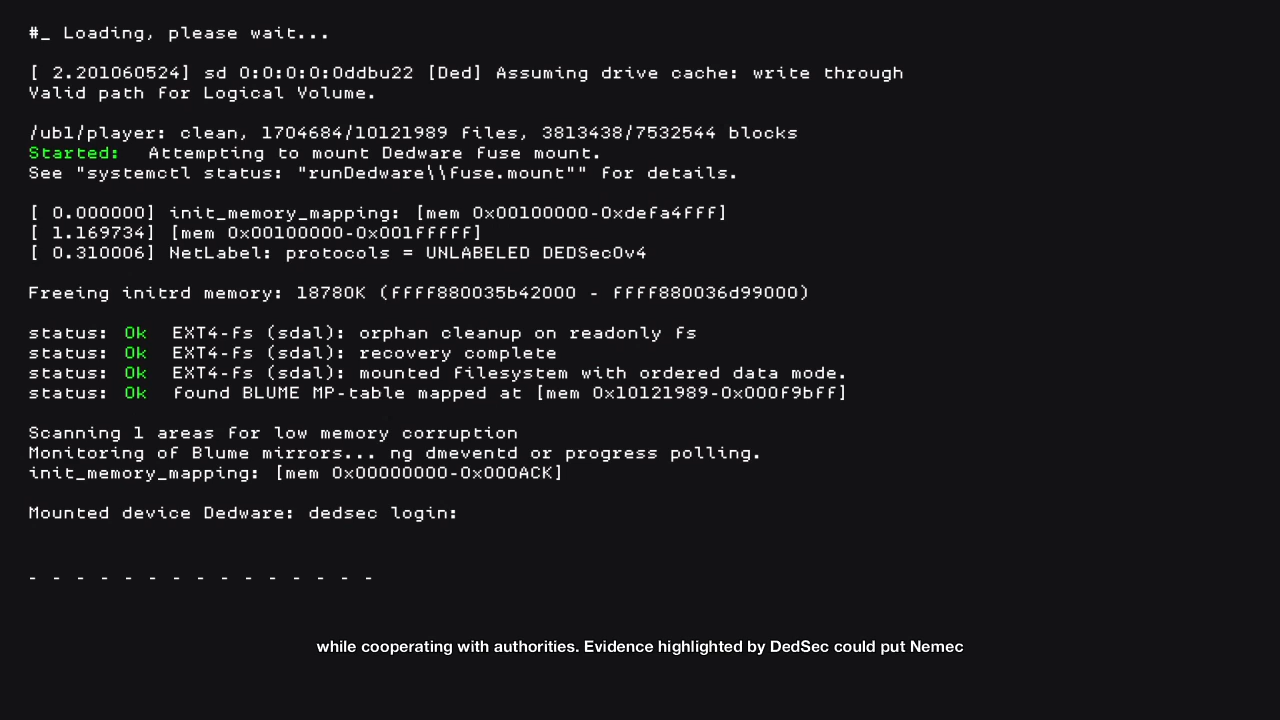 #_ Loading, please wait...
[ 2.201060524] sd 0:0:0:0:0ddbu22 [Ded] Assuming drive cache: write through
Valid path for Logical Volume.
/ubl/player: clean, 1704684/10121989 files, 3813438/7532544 blocks
Started: Attempting to mount Dedware fuse mount.
See "systemctl status: "runDedware\\fuse.mount"" for details.
[ 0.000000] init_memory_mapping: [mem 0x00100000-0xdefa4fff]
[ 1.169734] [mem 0x00100000-0x001fffff]
[ 0.310006] NetLabel: protocols = UNLABELED DEDSecOv4
Freeing initrd memory: 18780K (ffff880035b42000 - ffff880036d99000)
status: Ok EXT4-fs (sdal): orphan cleanup on readonly fs
status: Ok EXT4-fs (sdal): recovery complete
status: Ok EXT4-fs (sdal): mounted filesystem with ordered data mode.
status: Ok found BLUME MP-table mapped at [mem 0x10121989-0x000f9bff]
Scanning 1 areas for low memory corruption
Monitoring of Blume mirrors... ng dmeventd or progress polling.
init_memory_mapping: [mem 0x00000000-0x000ACK]
Mounted device Dedware: dedsec login:
- - - - - - - - - - - - - - -
while cooperating with authorities. Evidence highlighted by DedSec could put Nemec